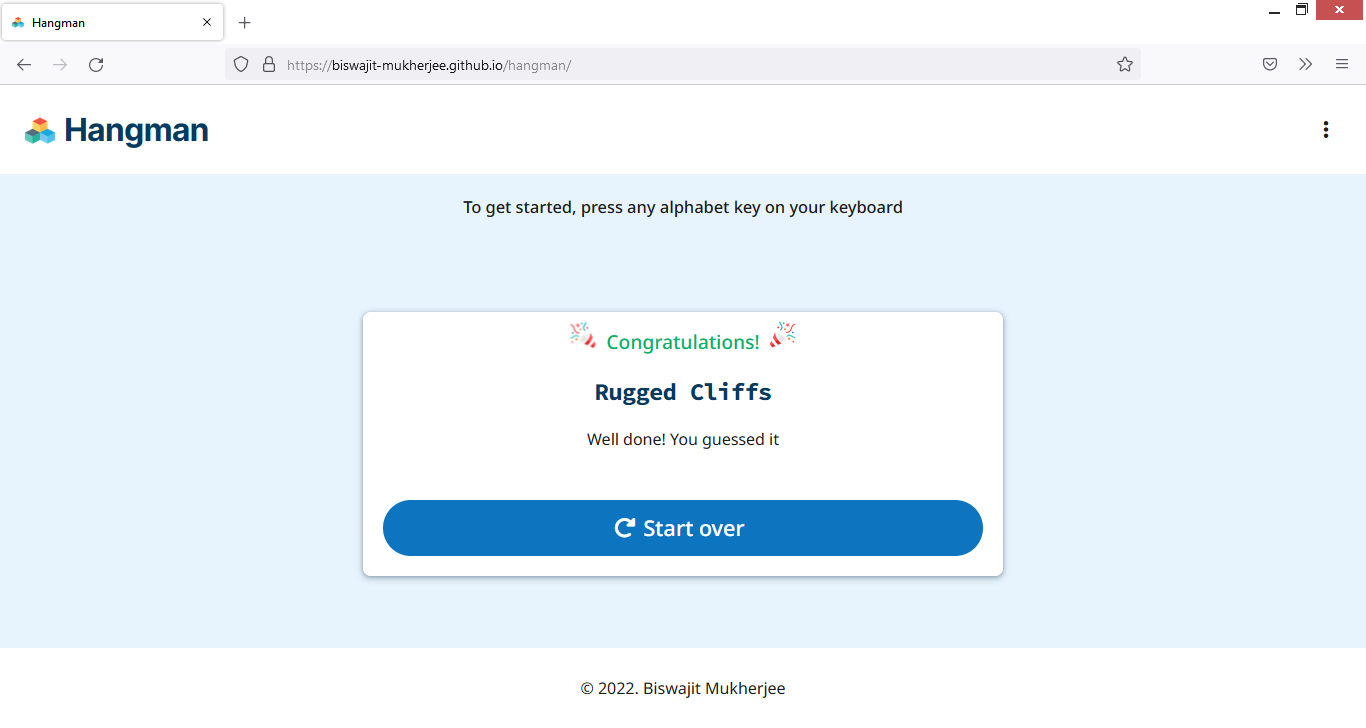 Hangman
https://biswajit-mukherjee.github.io/hangman/
Hangman
To get started, press any alphabet key on your keyboard
Congratulations!
Rugged Cliffs
Well done! You guessed it
Start over
© 2022. Biswajit Mukherjee